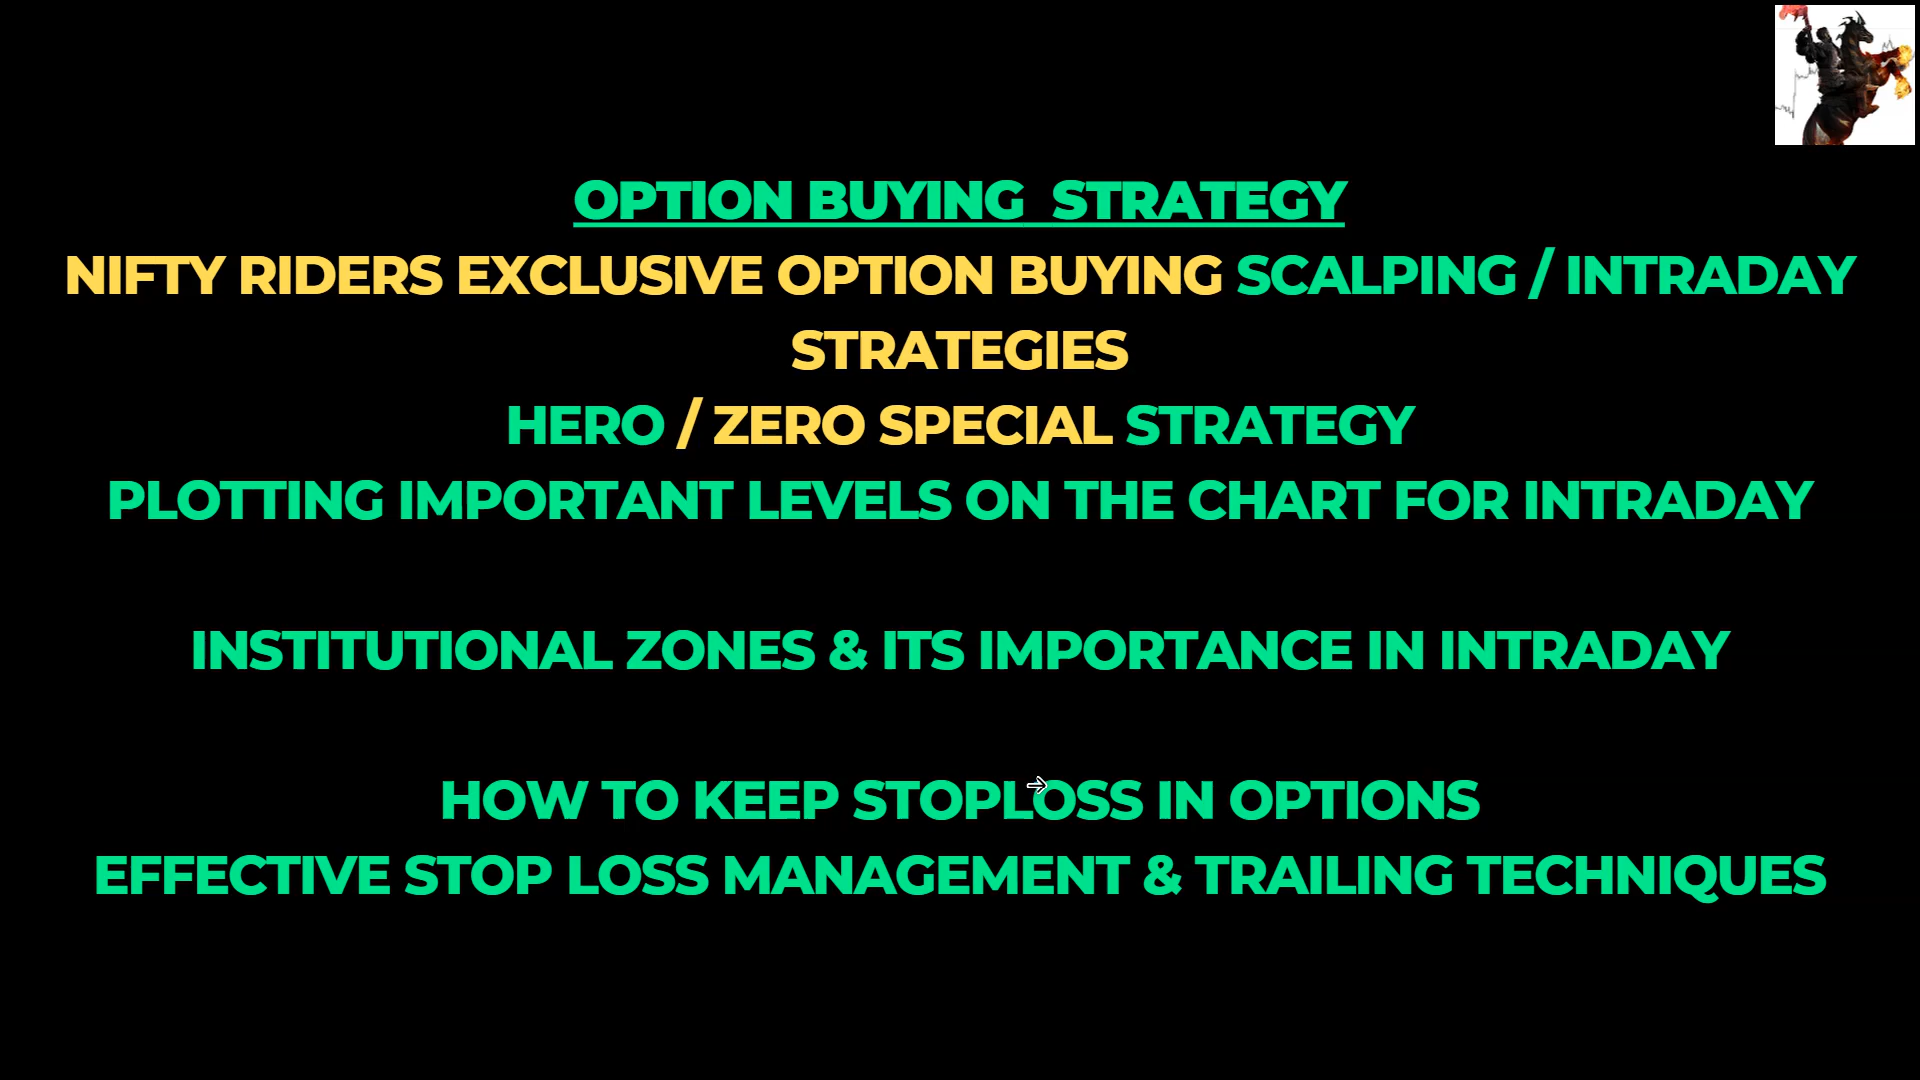 OPTION BUYING  STRATEGY
NIFTY RIDERS EXCLUSIVE OPTION BUYING SCALPING / INTRADAY
STRATEGIES
HERO / ZERO SPECIAL STRATEGY
PLOTTING IMPORTANT LEVELS ON THE CHART FOR INTRADAY
INSTITUTIONAL ZONES & ITS IMPORTANCE IN INTRADAY
HOW TO KEEP STOPLOSS IN OPTIONS
EFFECTIVE STOP LOSS MANAGEMENT & TRAILING TECHNIQUES